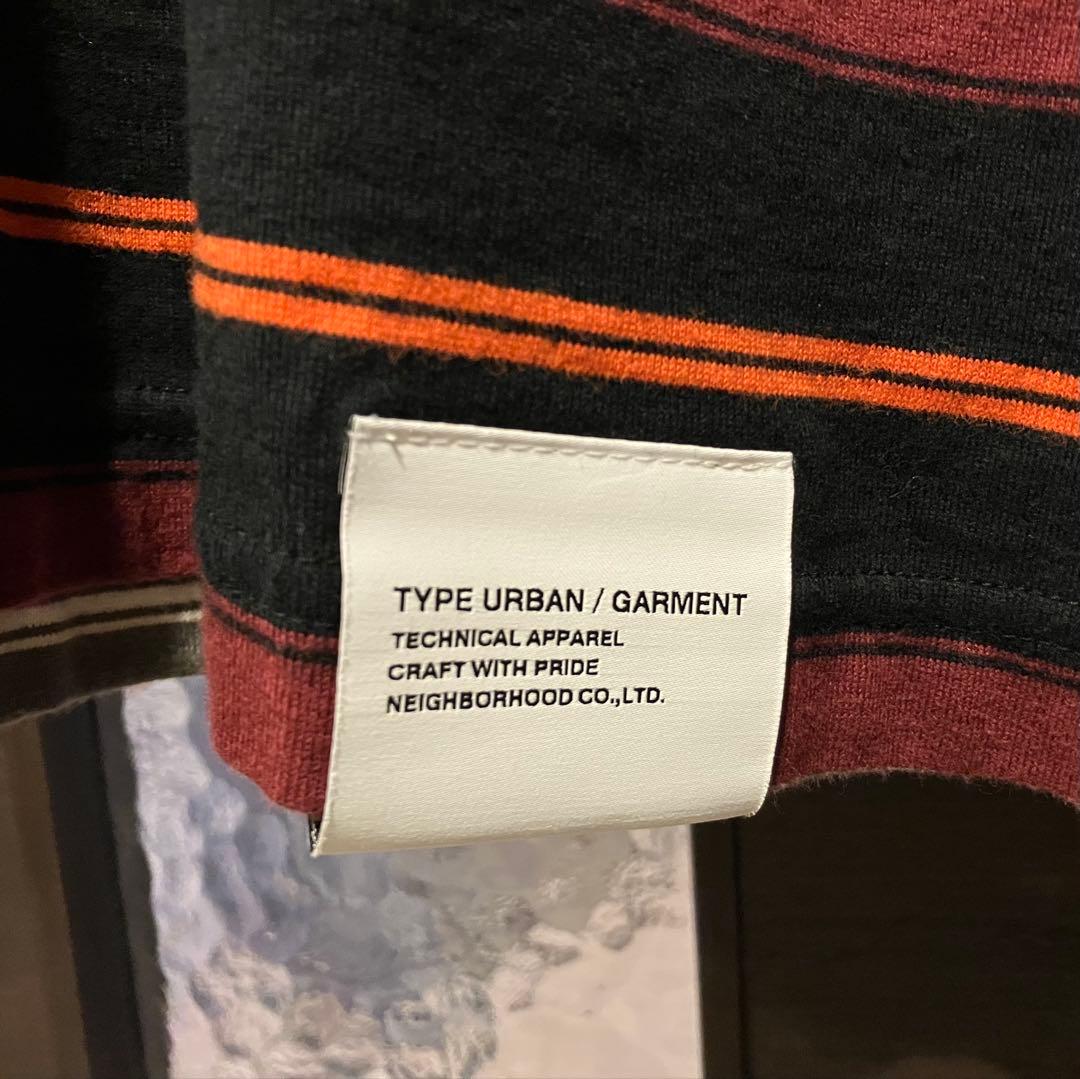 TYPE URBAN / GARMENT
TECHNICAL APPAREL
CRAFT WITH PRIDE
NEIGHBORHOOD CO.,LTD.